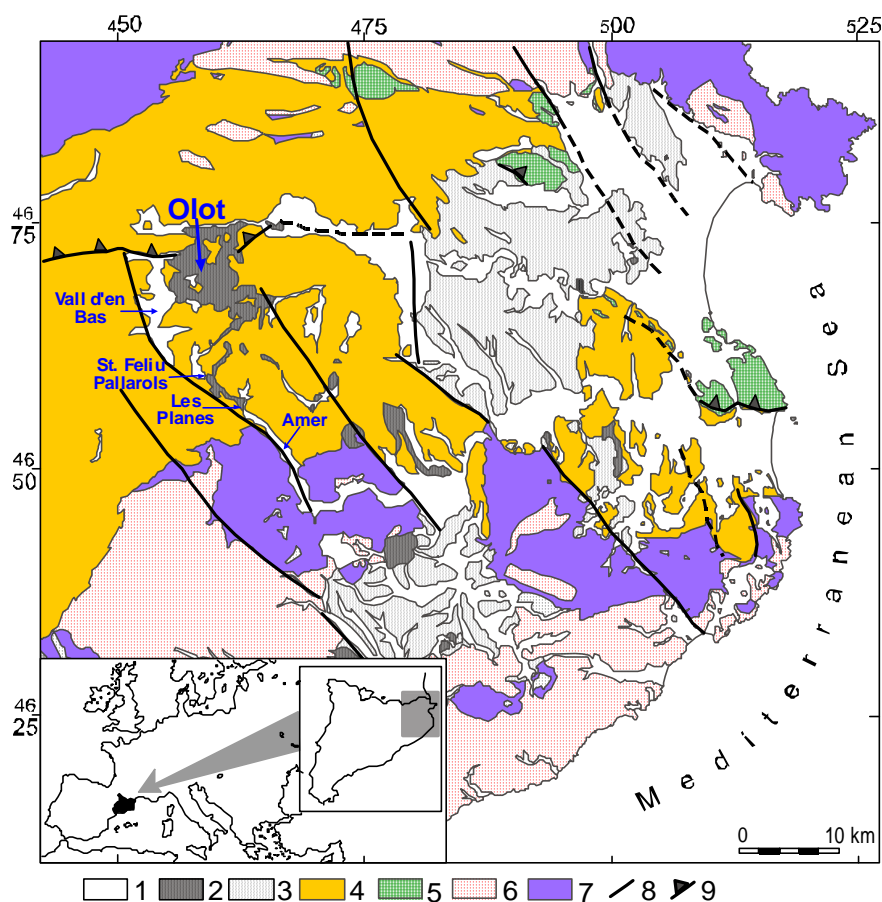 450 475 500 525
46
75
Olot
Vall d'en
Bas
St. Feliu
Pallarols
Les
Planes
Amer
46
50
46
25
Mediterranean Sea
0 10 km
1 2 3 4 5 6 7 8 9